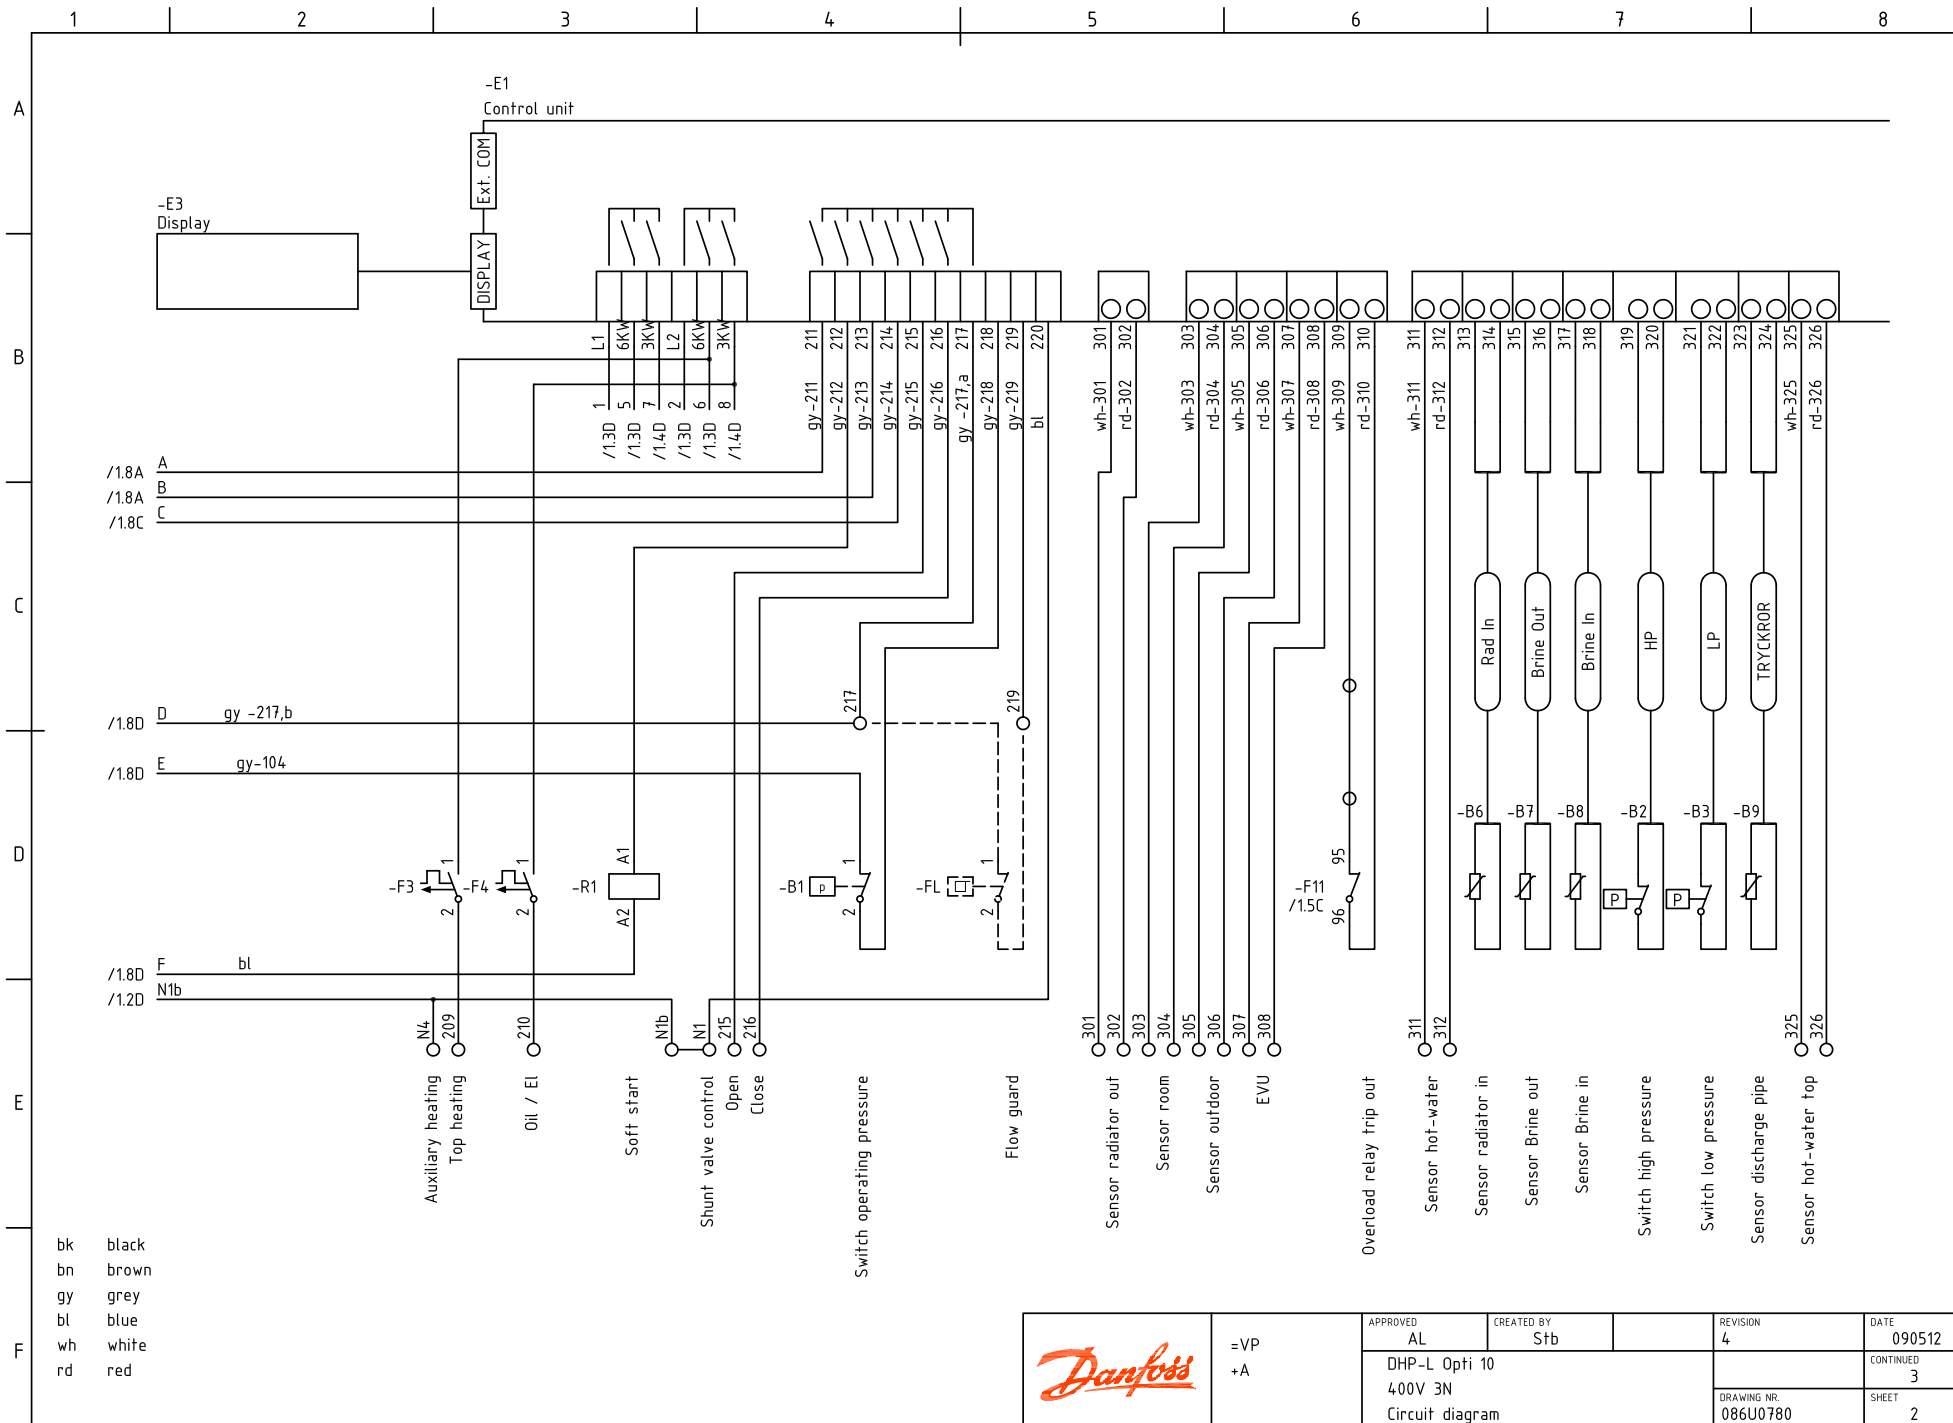 1 2 3 4 5 6 7 8
A
B
C
D
E
F
-E1
Control unit
Ext. COM
DISPLAY
-E3
Display
L1 6KW 3KW L2 6KW 3KW
1 5 7 2 6 8
/1.3D /1.3D /1.4D /1.3D /1.3D /1.4D
211 212 213 214 215 216 217 218 219 220
gy-211 gy-212 gy-213 gy-214 gy-215 gy-216 gy -217,a gy-218 gy-219 bl
301 302 303 304 305 306 307 308 309 310
wh-301 rd-302 wh-303 rd-304 wh-305 rd-306 wh-307 rd-308 wh-309 rd-310
311 312 313 314 315 316 317 318 319 320 321 322 323 324 325 326
wh-311 rd-312 wh-325 rd-326
/1.8A A
/1.8A B
/1.8C C
Rad In
Brine Out
Brine In
HP
LP
TRYCKROR
/1.8D D gy -217,b 217 219
/1.8D E gy-104
-B6 -B7 -B8 -B2 -B3 -B9
P P
-F3 1 2
-F4 1 2
-R1 A1 A2
-B1 p 1 2
-FL 1 2
-F11
/1.5C
95 96
/1.8D F bl
/1.2D N1b
N4 209 210 N1b N1 215 216
301 302 303 304 305 306 307 308
311 312 325 326
Auxiliary heating
Top heating
Oil / El
Soft start
Shunt valve control
Open
Close
Switch operating pressure
Flow guard
Sensor radiator out
Sensor room
Sensor outdoor
EVU
Overload relay trip out
Sensor hot-water
Sensor radiator in
Sensor Brine out
Sensor Brine in
Switch high pressure
Switch low pressure
Sensor discharge pipe
Sensor hot-water top
bk black
bn brown
gy grey
bl blue
wh white
rd red
Danfoss
=VP
+A
APPROVED
AL
CREATED BY
Stb
REVISION
4
DATE
090512
DHP-L Opti 10
400V 3N
Circuit diagram
CONTINUED
3
DRAWING NR.
086U0780
SHEET
2